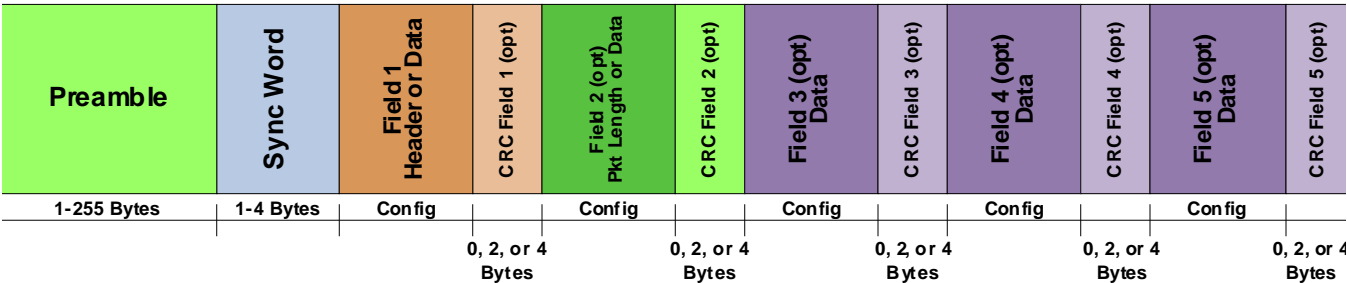 Preamble
Sync Word
Field 1
Header or Data
CRC Field 1 (opt)
Field 2 (opt)
Pkt Length or Data
CRC Field 2 (opt)
Field 3 (opt)
Data
CRC Field 3 (opt)
Field 4 (opt)
Data
CRC Field 4 (opt)
Field 5 (opt)
Data
CRC Field 5 (opt)
1-255 Bytes
1-4 Bytes
Config
Config
Config
Config
Config
0, 2, or 4
Bytes
0, 2, or 4
Bytes
0, 2, or 4
Bytes
0, 2, or 4
Bytes
0, 2, or 4
Bytes